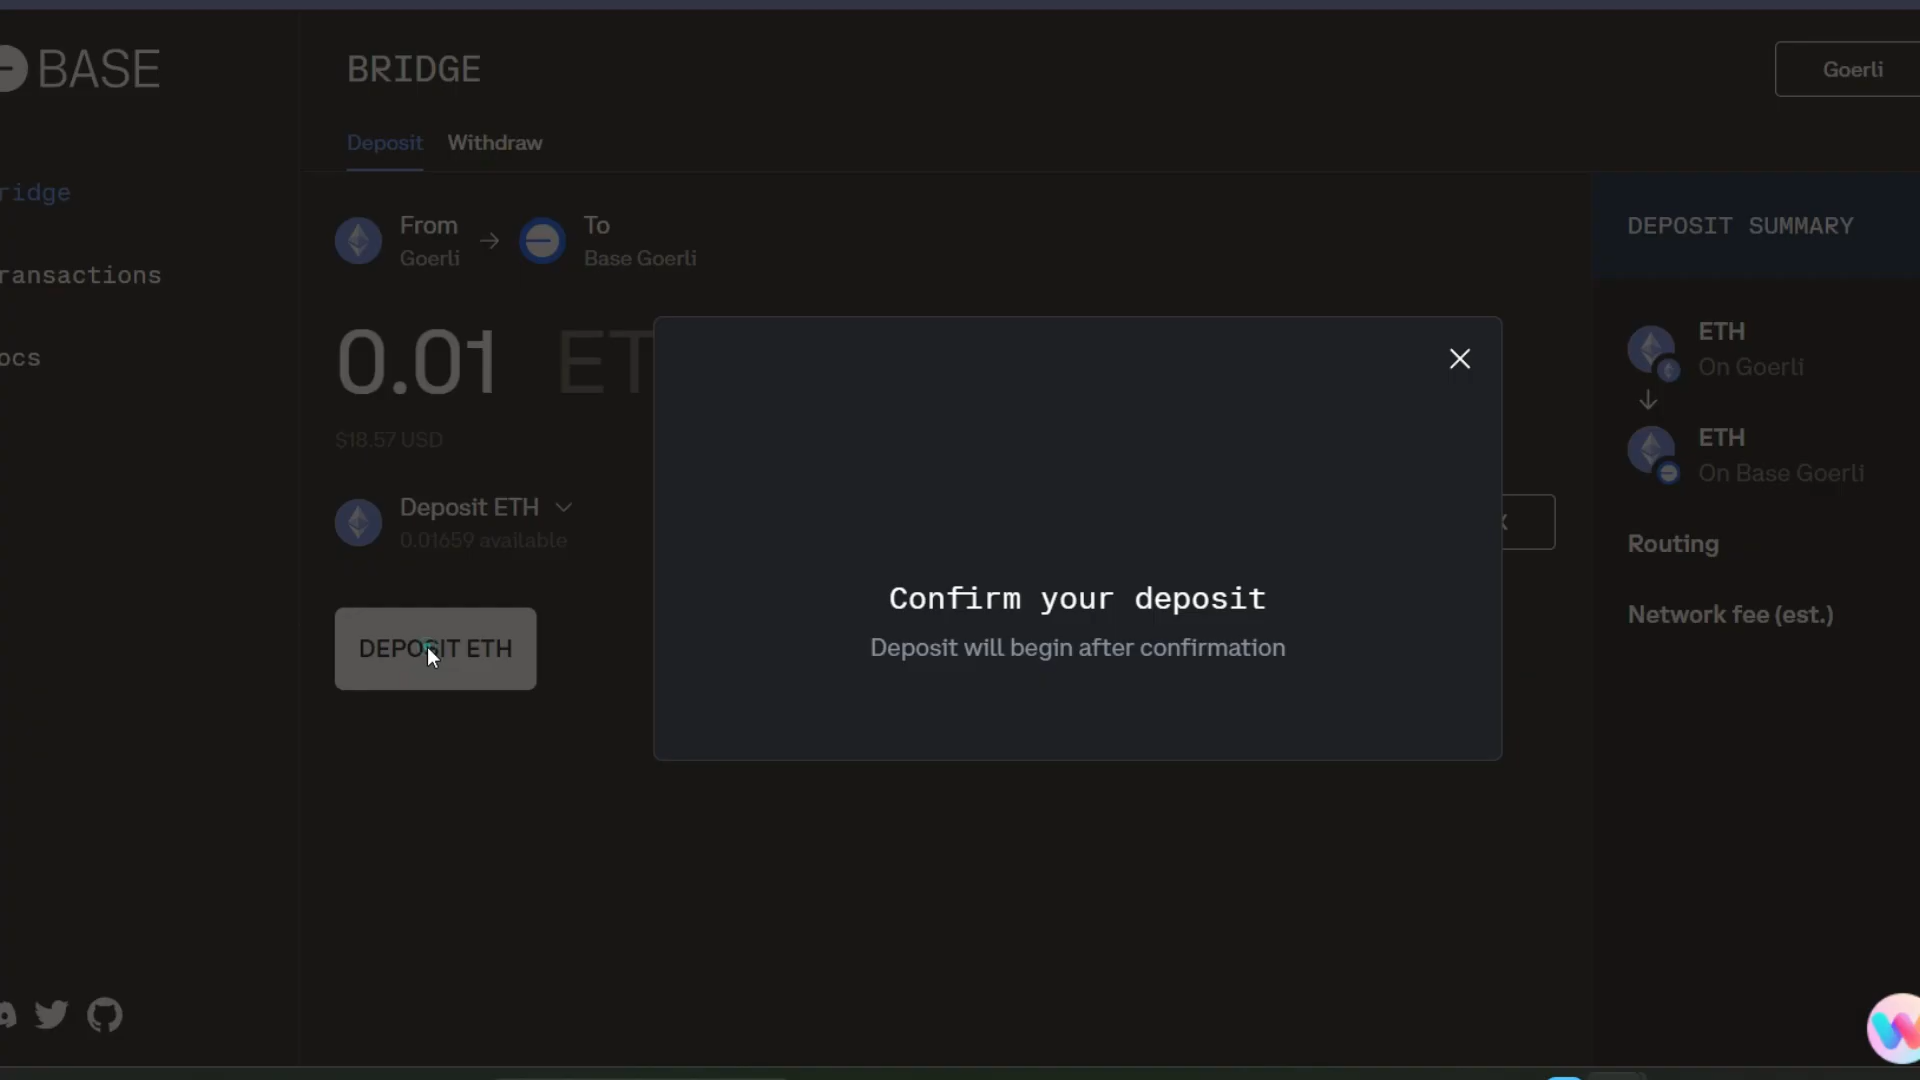 BASE
BRIDGE
Goerli
Deposit Withdraw
ridge
ransactions
ocs
From
Goerli
To
Base Goerli
0.01 ET
$18.57 USD
Deposit ETH
0.01659 available
DEPOSIT ETH
Confirm your deposit
Deposit will begin after confirmation
DEPOSIT SUMMARY
ETH
On Goerli
ETH
On Base Goerli
Routing
Network fee (est.)